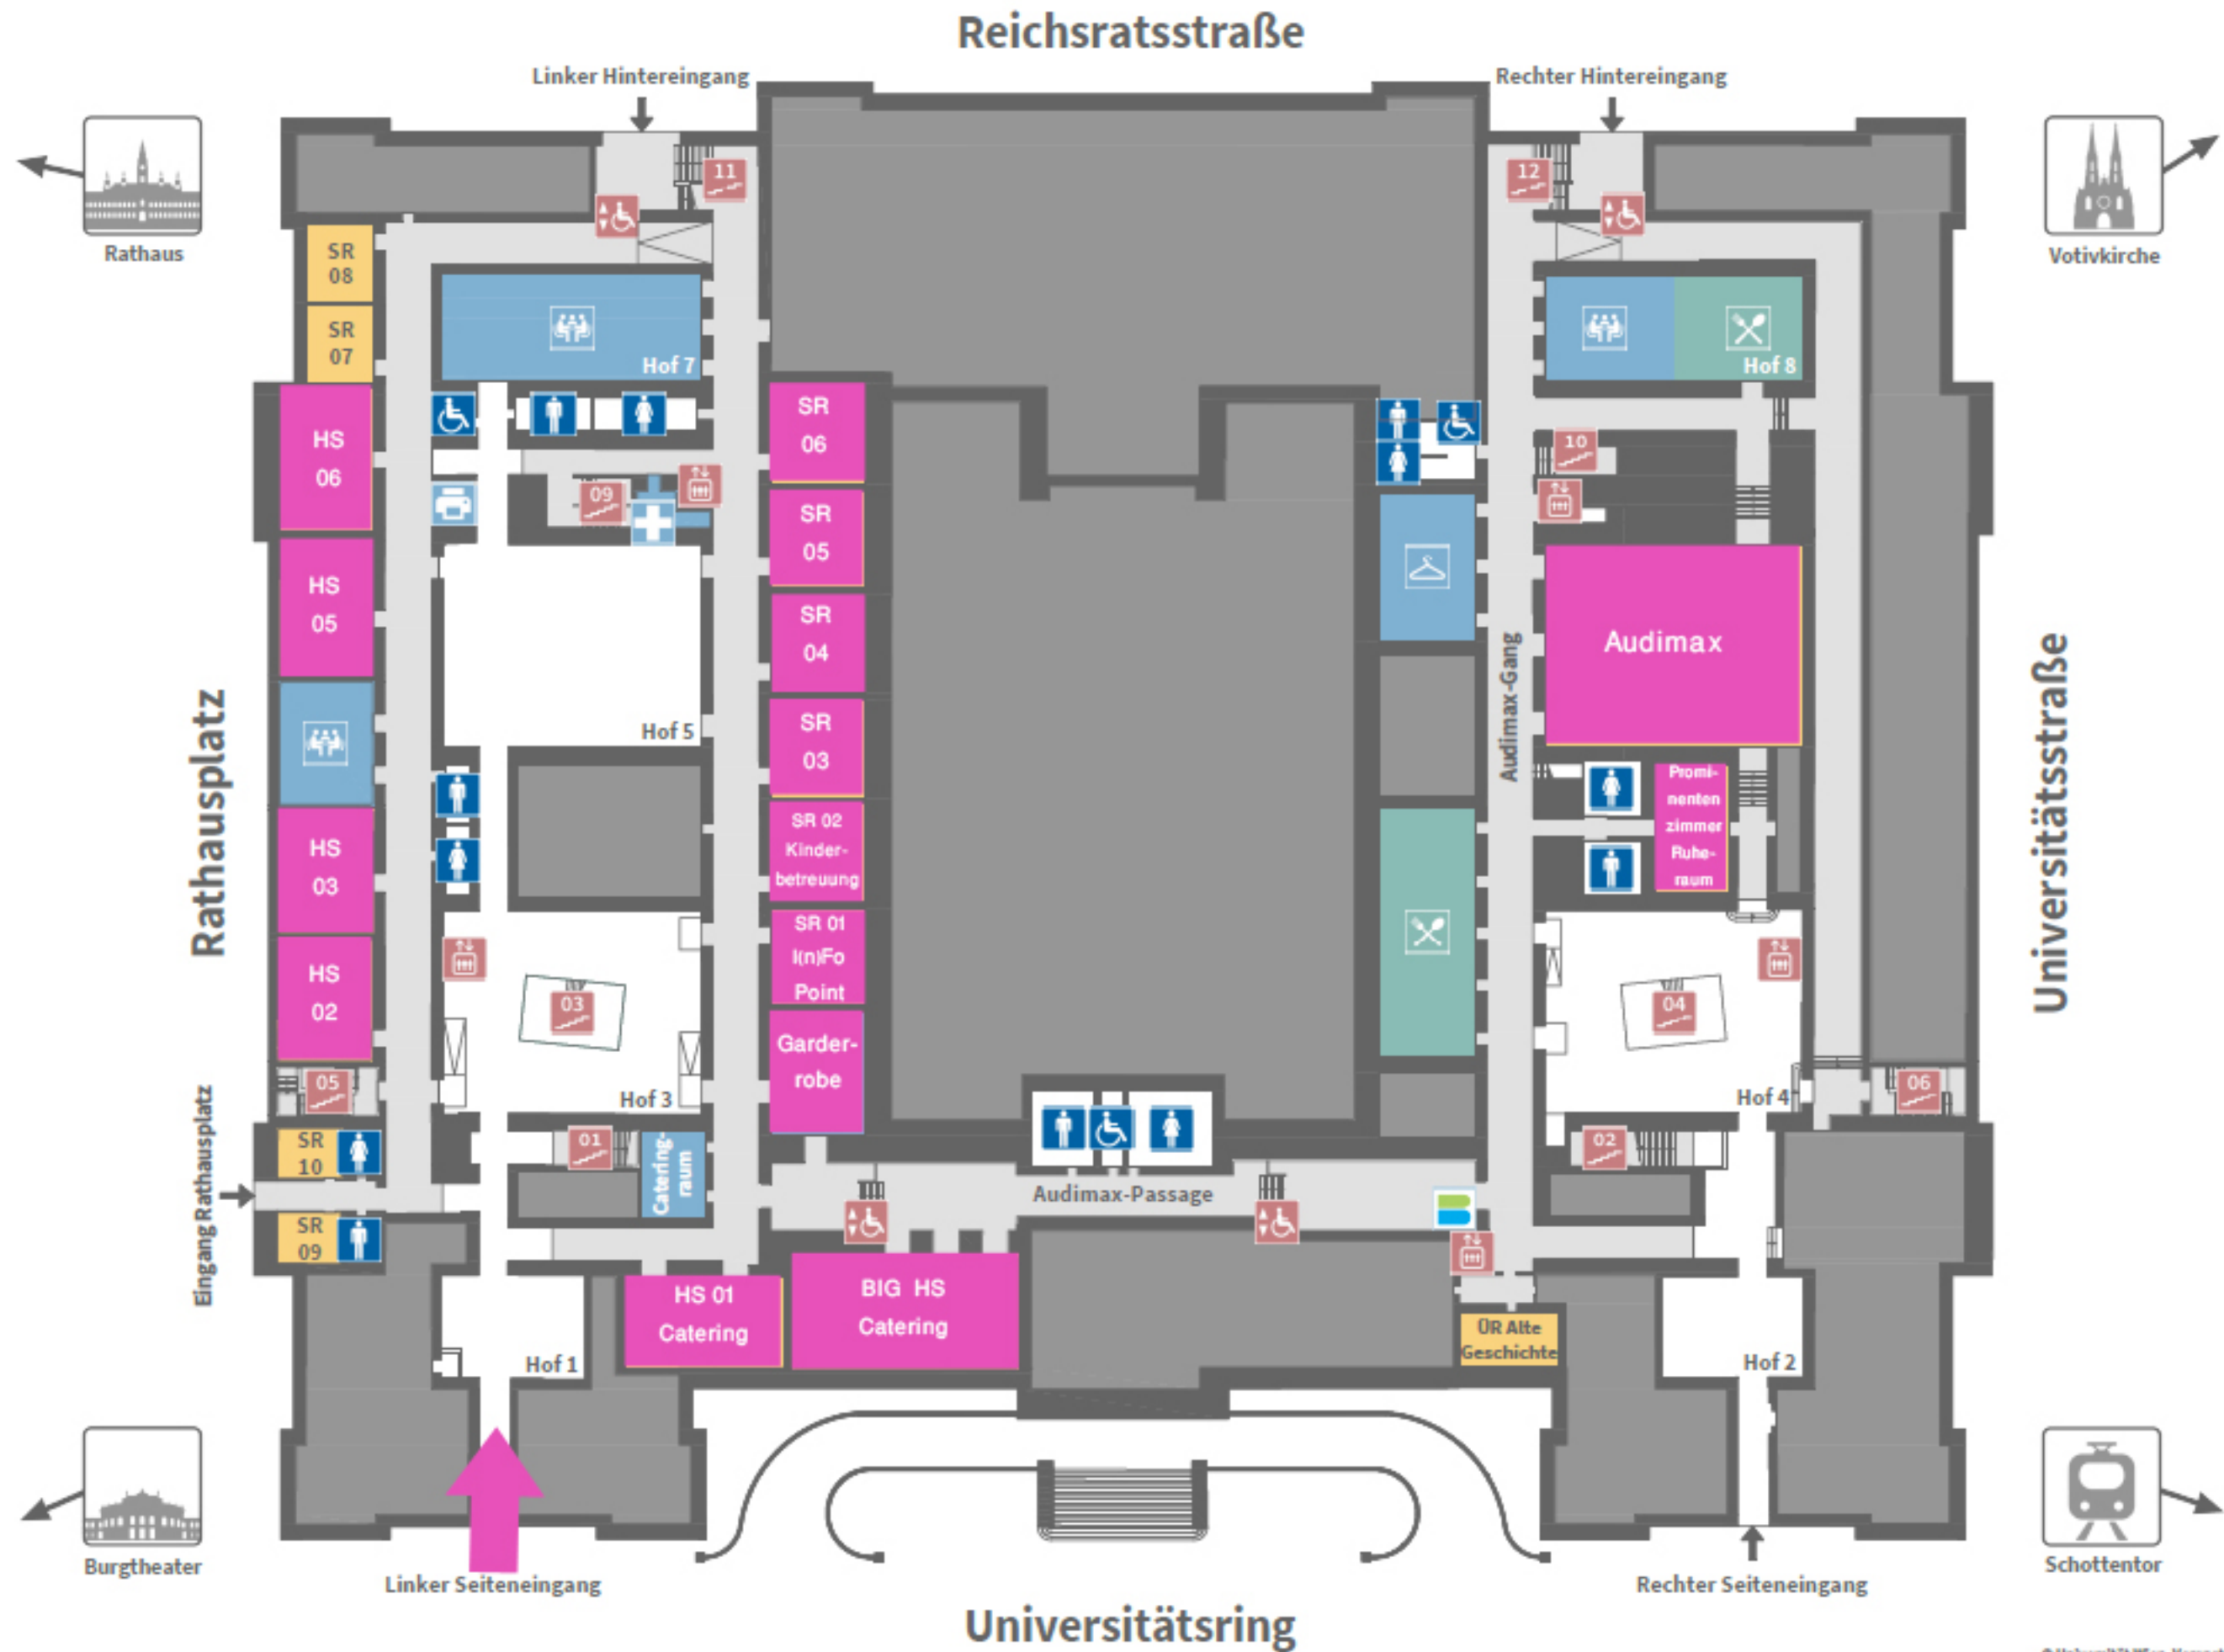 Reichsratsstraße
Linker Hintereingang
Rechter Hintereingang
Rathaus
Votivkirche
11
12
SR
08
SR
07
Hof 7
Hof 8
HS
06
SR
06
10
09
SR
05
HS
05
SR
04
Audimax
Audimax-Gang
Hof 5
SR
03
Rathausplatz
Universitätsstraße
Promi-
nenten
zimmer
Ruhe-
raum
HS
03
SR 02
Kinder-
betreuung
SR 01
I(n)Fo
Point
HS
02
03
04
Garder-
robe
05
Hof 3
Hof 4
06
Eingang Rathausplatz
SR
10
01
Catering-
raum
02
Audimax-Passage
SR
09
HS 01
Catering
BIG HS
Catering
ÜR Alte
Geschichte
Hof 1
Hof 2
Burgtheater
Schottentor
Linker Seiteneingang
Rechter Seiteneingang
Universitätsring